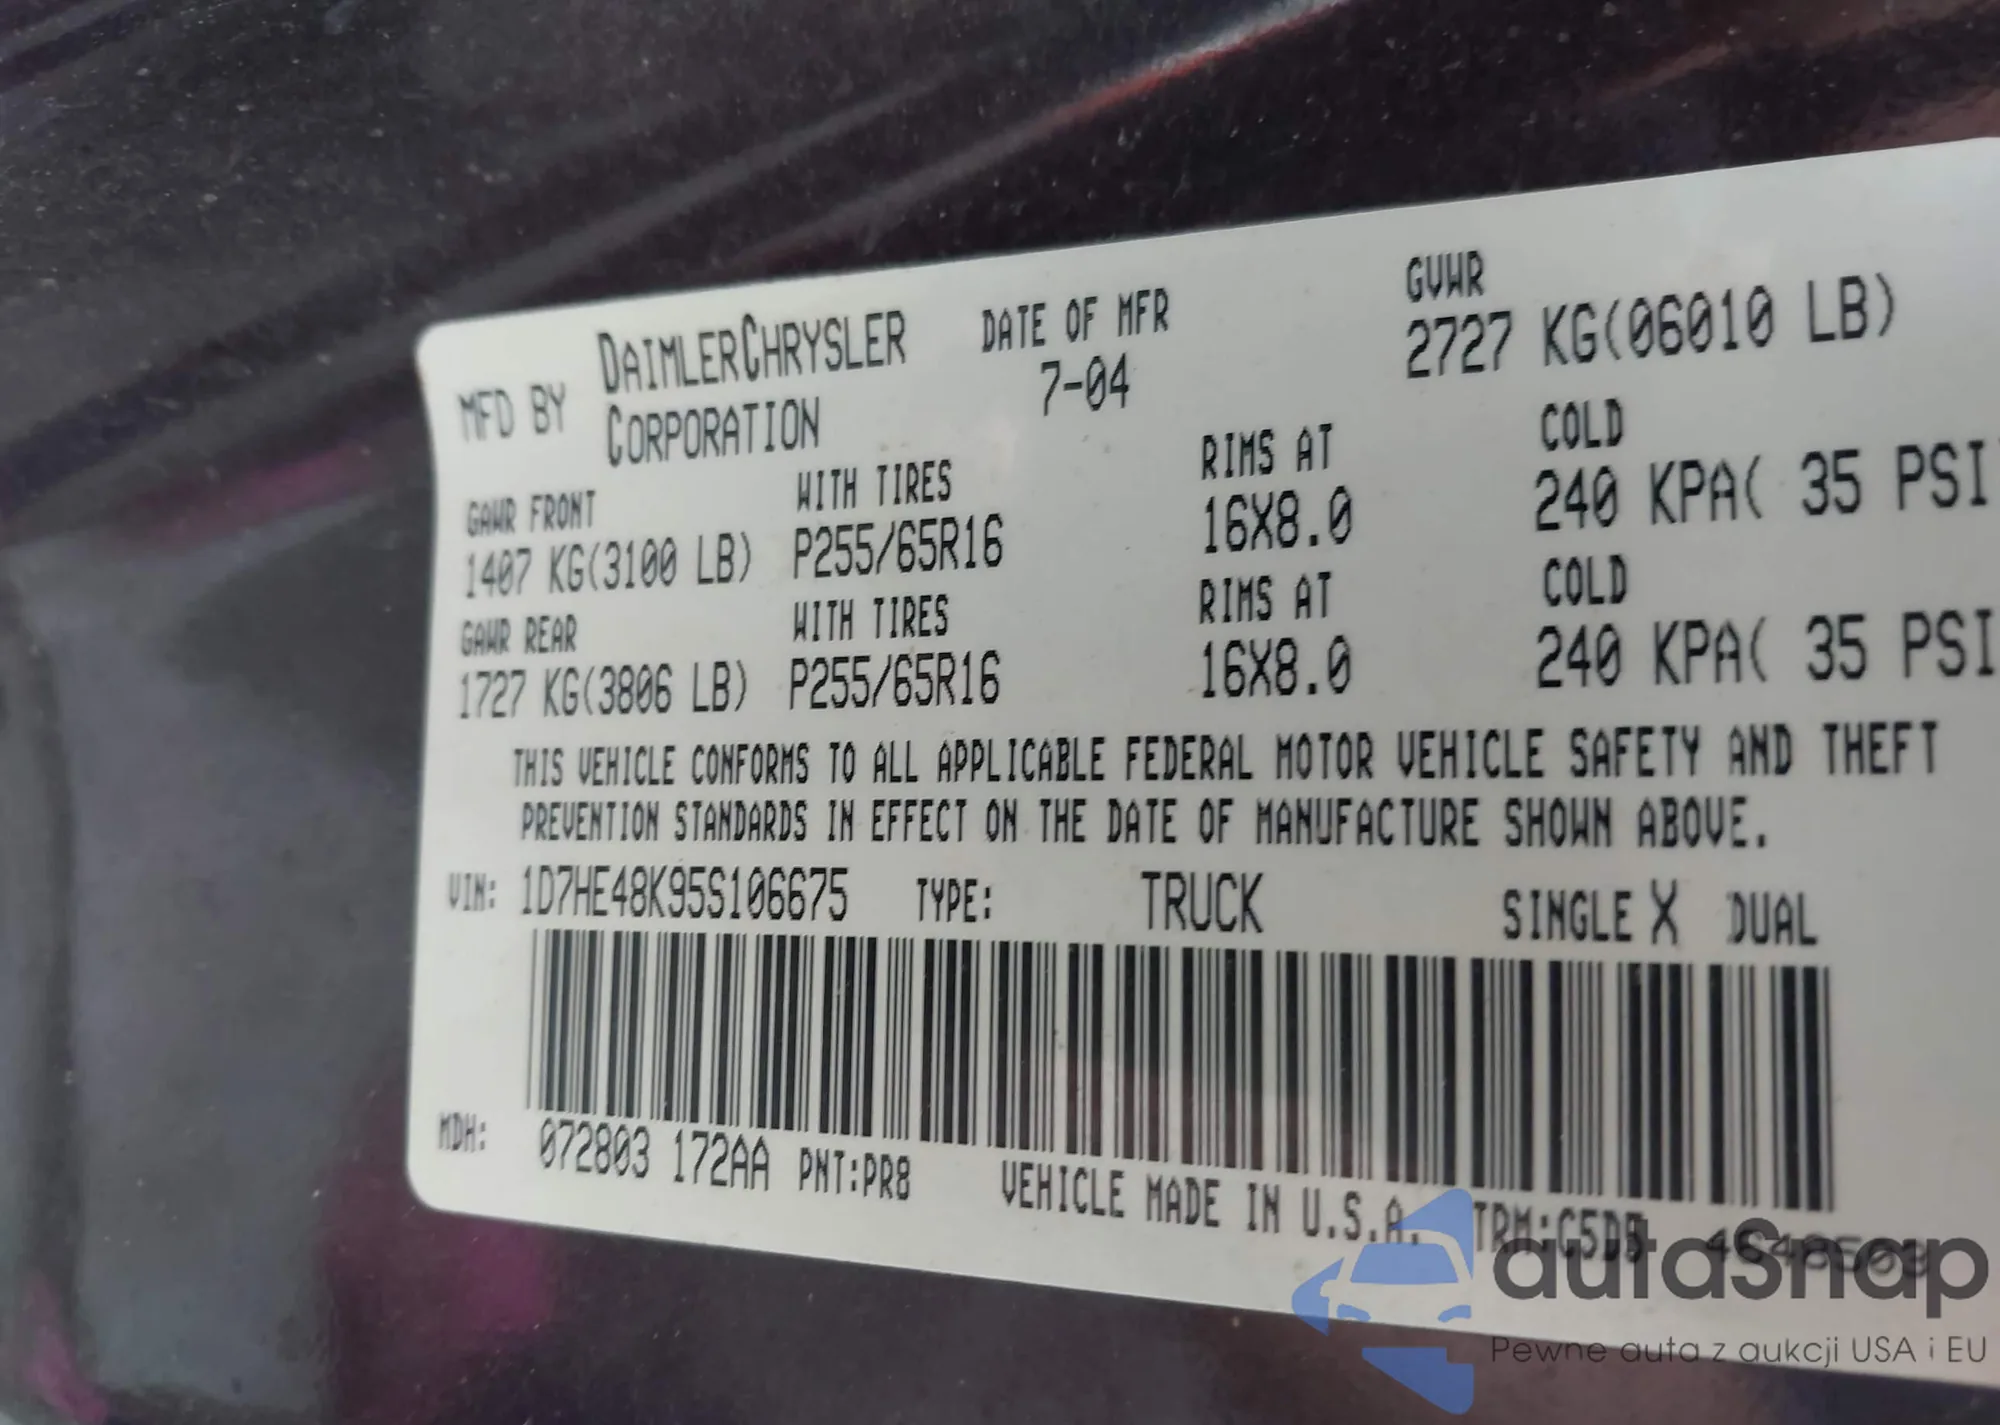 MFD BY DAIMLERCHRYSLER CORPORATION DATE OF MFR 7-04 GVWR 2727 KG(06010 LB)
GAWR FRONT WITH TIRES RIMS AT COLD
1407 KG(3100 LB) P255/65R16 16X8.0 240 KPA( 35 PSI
GAWR REAR WITH TIRES RIMS AT COLD
1727 KG(3806 LB) P255/65R16 16X8.0 240 KPA( 35 PSI
THIS VEHICLE CONFORMS TO ALL APPLICABLE FEDERAL MOTOR VEHICLE SAFETY AND THEFT
PREVENTION STANDARDS IN EFFECT ON THE DATE OF MANUFACTURE SHOWN ABOVE.
VIN: 1D7HE48K95S106675 TYPE: TRUCK SINGLE X DUAL
MDH: 072803 172AA PNT:PR8 VEHICLE MADE IN U.S.A. TRM:C5D5
autaSnap
Pewne auta z aukcji USA i EU